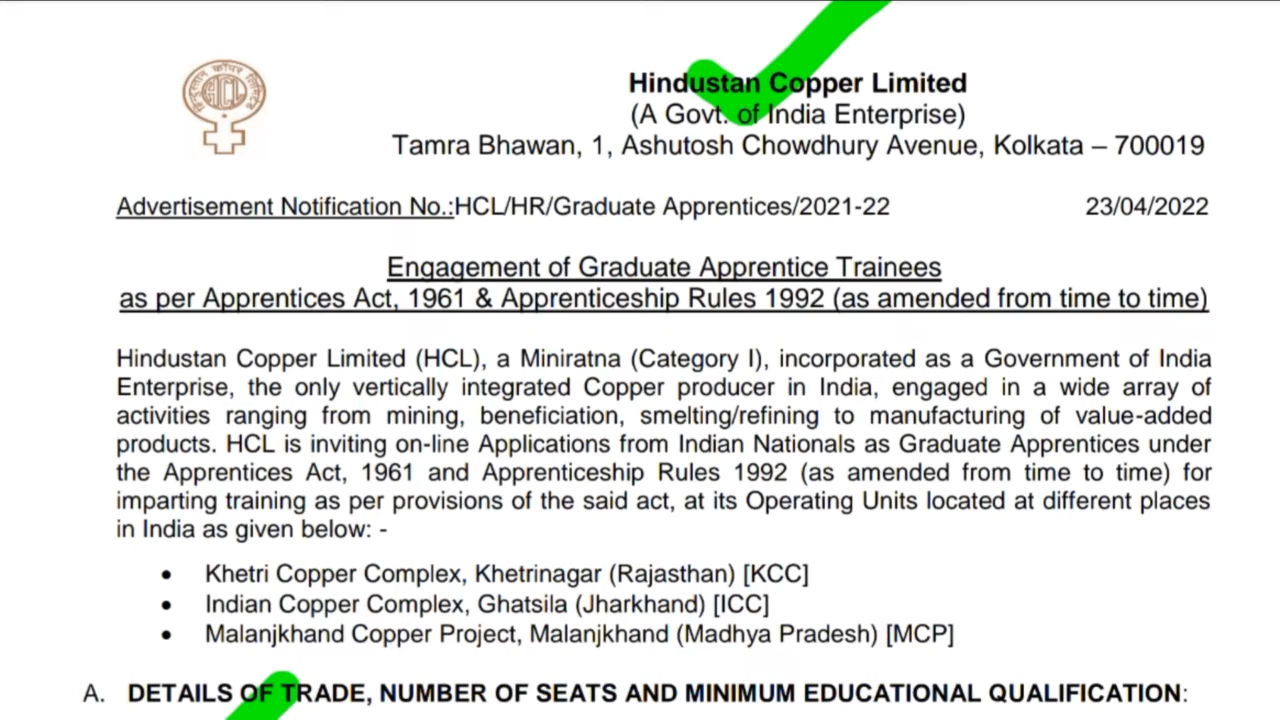 हिन्दुस्तान कॉपर लिमिटेड
HCL
Hindustan Copper Limited
(A Govt. of India Enterprise)
Tamra Bhawan, 1, Ashutosh Chowdhury Avenue, Kolkata – 700019
Advertisement Notification No.:HCL/HR/Graduate Apprentices/2021-22 23/04/2022
Engagement of Graduate Apprentice Trainees
as per Apprentices Act, 1961 & Apprenticeship Rules 1992 (as amended from time to time)
Hindustan Copper Limited (HCL), a Miniratna (Category I), incorporated as a Government of India
Enterprise, the only vertically integrated Copper producer in India, engaged in a wide array of
activities ranging from mining, beneficiation, smelting/refining to manufacturing of value-added
products. HCL is inviting on-line Applications from Indian Nationals as Graduate Apprentices under
the Apprentices Act, 1961 and Apprenticeship Rules 1992 (as amended from time to time) for
imparting training as per provisions of the said act, at its Operating Units located at different places
in India as given below: -
• Khetri Copper Complex, Khetrinagar (Rajasthan) [KCC]
• Indian Copper Complex, Ghatsila (Jharkhand) [ICC]
• Malanjkhand Copper Project, Malanjkhand (Madhya Pradesh) [MCP]
A. DETAILS OF TRADE, NUMBER OF SEATS AND MINIMUM EDUCATIONAL QUALIFICATION: